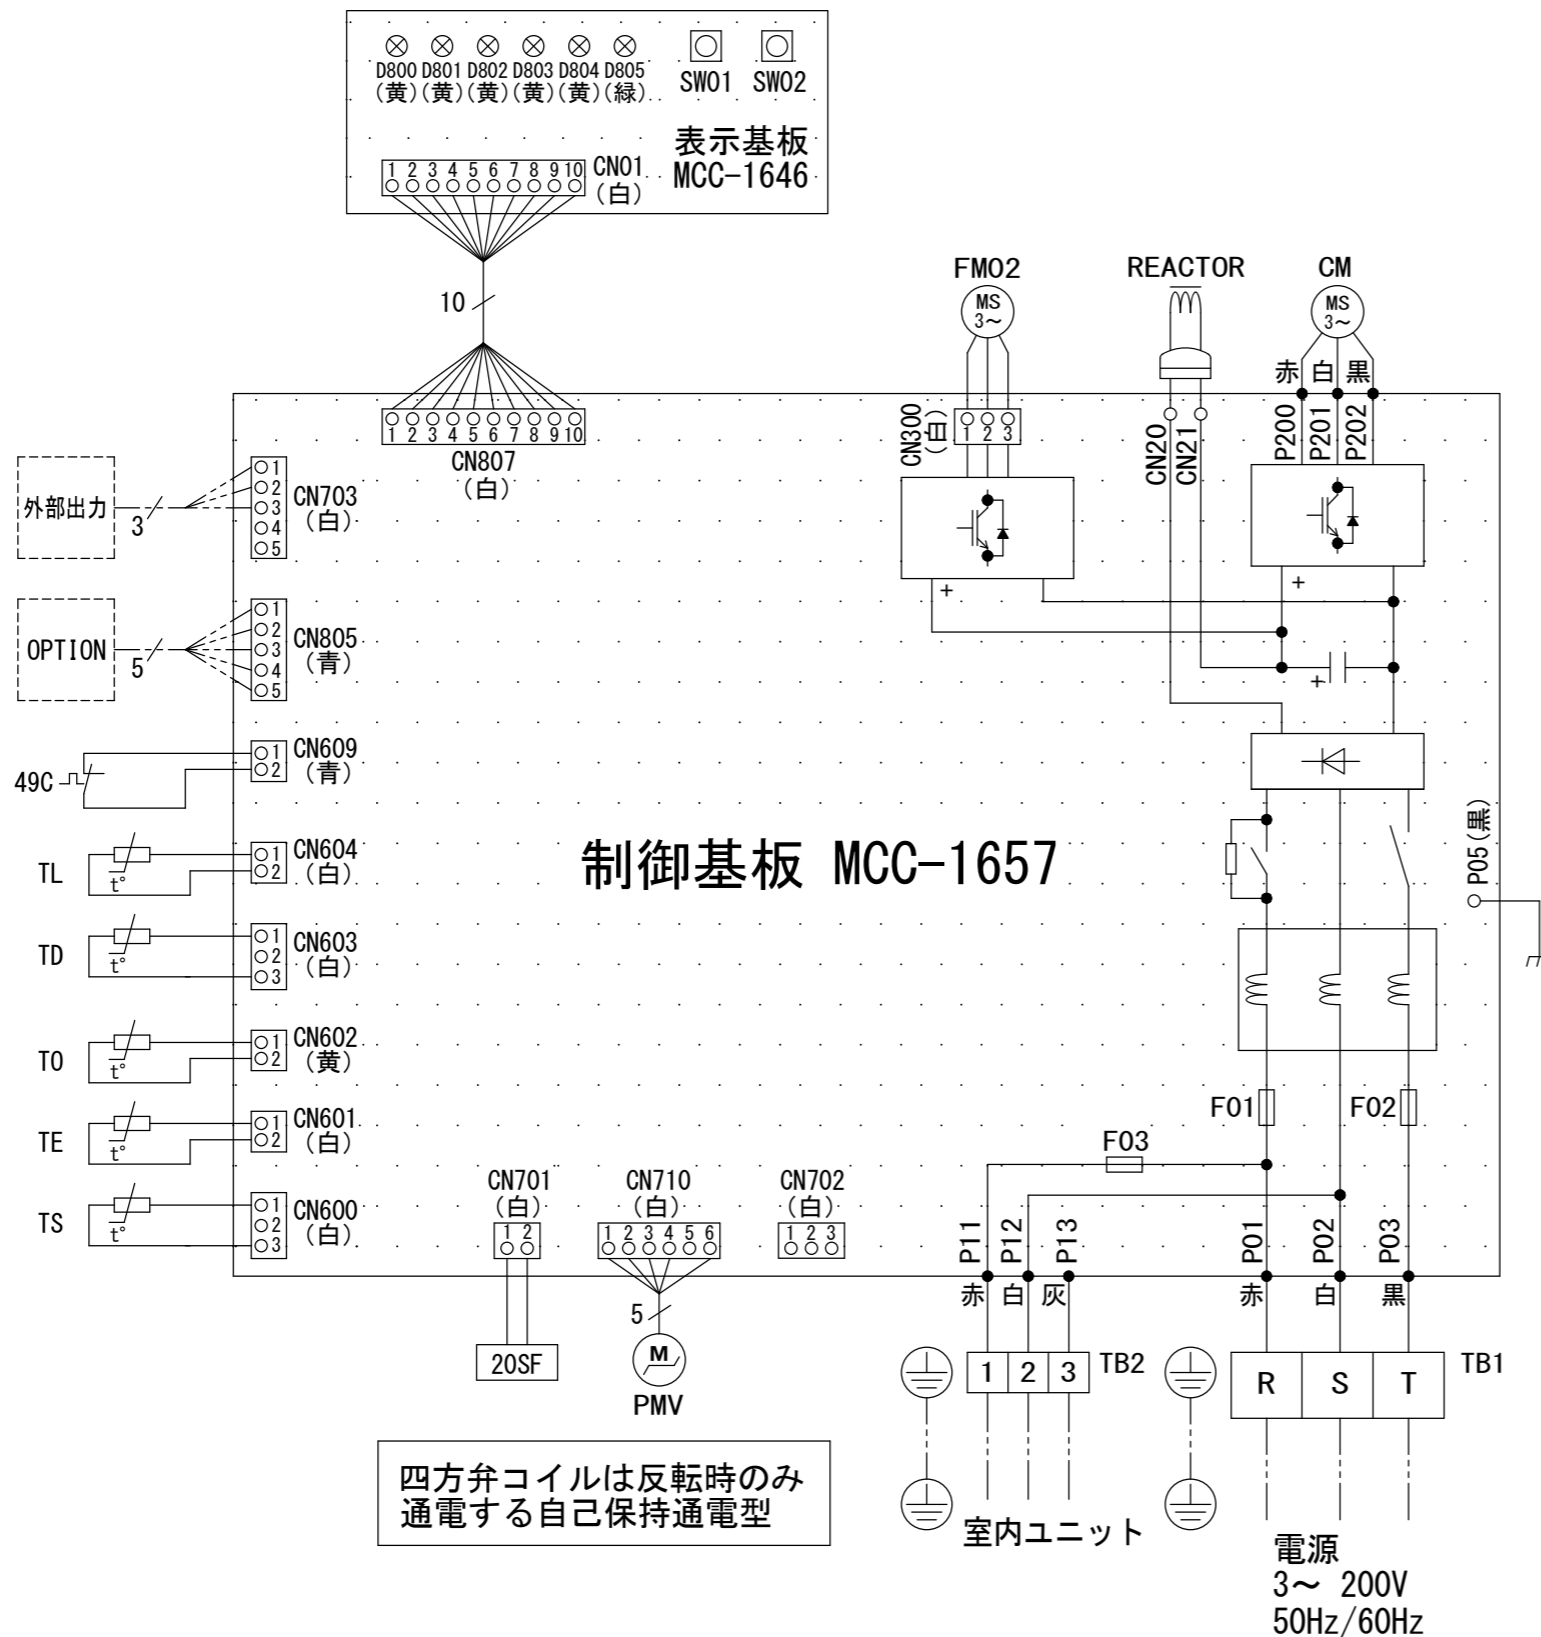 D800 D801 D802 D803 D804 D805
(黄)(黄)(黄)(黄)(黄)(緑)
SW01 SW02
表示基板
MCC-1646
1 2 3 4 5 6 7 8 9 10
CN01
(白)
10
FM02
MS
3~
REACTOR
CM
MS
3~
赤 白 黒
P200
P201
P202
CN300
(白)
1 2 3
CN20
CN21
1 2 3 4 5 6 7 8 9 10
CN807
(白)
外部出力
3
1
2
3
4
5
CN703
(白)
+
+
+
OPTION
5
1
2
3
4
5
CN805
(青)
49C
1
2
CN609
(青)
TL
t°
1
2
CN604
(白)
制御基板 MCC-1657
P05(黒)
TD
t°
1
2
3
CN603
(白)
TO
t°
1
2
CN602
(黄)
TE
t°
1
2
CN601
(白)
TS
t°
1
2
3
CN600
(白)
F01
F02
F03
CN701
(白)
1 2
CN710
(白)
1 2 3 4 5 6
CN702
(白)
1 2 3
P11
P12
P13
P01
P02
P03
赤 白 灰
赤 白 黒
5
20SF
M
PMV
1 2 3
TB2
R S T
TB1
四方弁コイルは反転時のみ
通電する自己保持通電型
室内ユニット
電源
3~ 200V
50Hz/60Hz